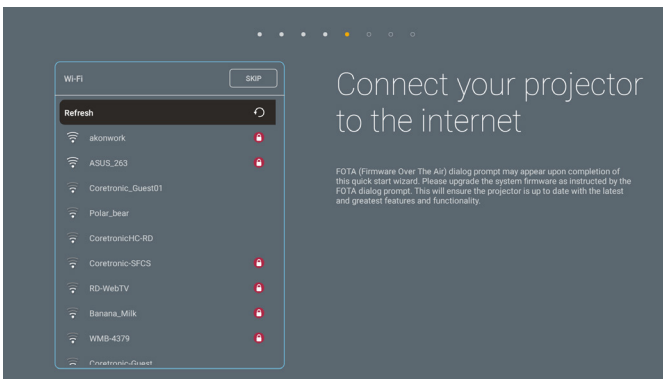 Wi-Fi
SKIP
Refresh
akonwork
ASUS_263
Coretronic_Guest01
Polar_bear
CoretronicHC-RD
Coretronic-SFCS
RD-WebTV
Banana_Milk
WMB-4379
Coretronic-Guest
Connect your projector
to the internet
FOTA (Firmware Over The Air) dialog prompt may appear upon completion of
this quick start wizard. Please upgrade the system firmware as instructed by the
FOTA dialog prompt. This will ensure the projector is up to date with the latest
and greatest features and functionality.